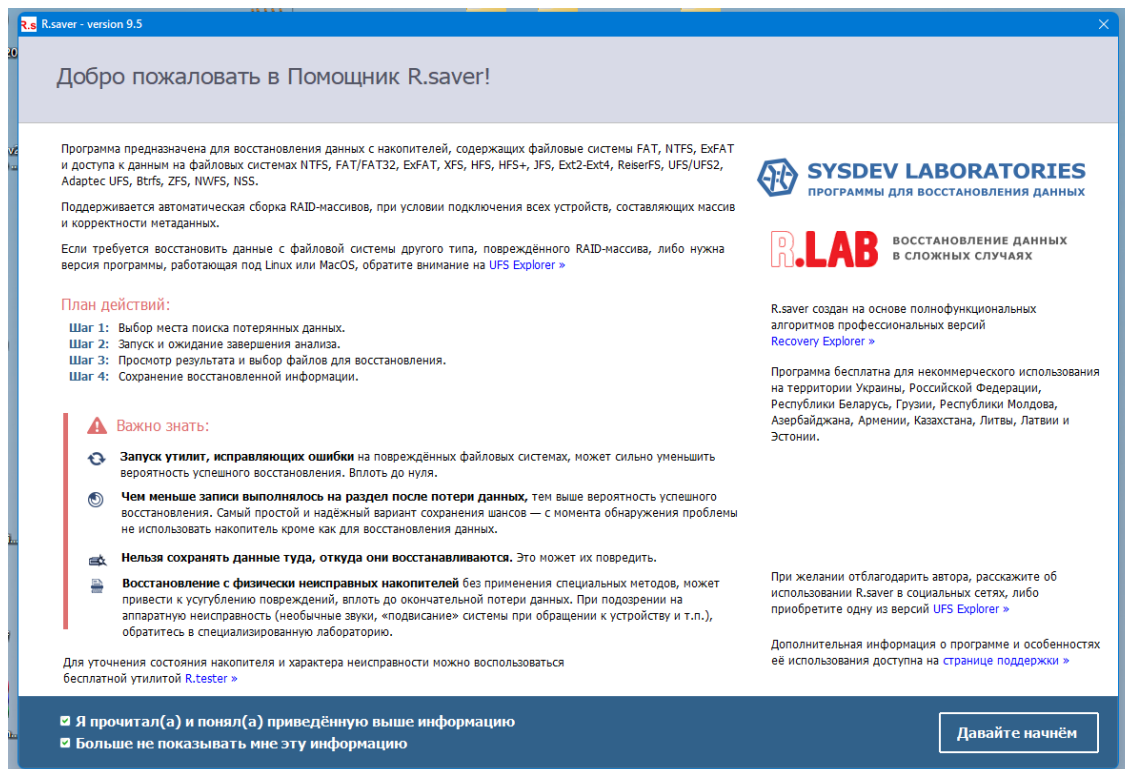 R.s R.saver - version 9.5
Добро пожаловать в Помощник R.saver!
Программа предназначена для восстановления данных с накопителей, содержащих файловые системы FAT, NTFS, ExFAT
и доступа к данным на файловых системах NTFS, FAT/FAT32, ExFAT, XFS, HFS, HFS+, JFS, Ext2-Ext4, ReiserFS, UFS/UFS2,
Adaptec UFS, Btrfs, ZFS, NWFS, NSS.
Поддерживается автоматическая сборка RAID-массивов, при условии подключения всех устройств, составляющих массив
и корректности метаданных.
Если требуется восстановить данные с файловой системы другого типа, повреждённого RAID-массива, либо нужна
версия программы, работающая под Linux или MacOS, обратите внимание на UFS Explorer »
План действий:
Шаг 1: Выбор места поиска потерянных данных.
Шаг 2: Запуск и ожидание завершения анализа.
Шаг 3: Просмотр результата и выбор файлов для восстановления.
Шаг 4: Сохранение восстановленной информации.
Важно знать:
Запуск утилит, исправляющих ошибки на повреждённых файловых системах, может сильно уменьшить
вероятность успешного восстановления. Вплоть до нуля.
Чем меньше записи выполнялось на раздел после потери данных, тем выше вероятность успешного
восстановления. Самый простой и надёжный вариант сохранения шансов — с момента обнаружения проблемы
не использовать накопитель кроме как для восстановления данных.
Нельзя сохранять данные туда, откуда они восстанавливаются. Это может их повредить.
Восстановление с физически неисправных накопителей без применения специальных методов, может
привести к усугублению повреждений, вплоть до окончательной потери данных. При подозрении на
аппаратную неисправность (необычные звуки, «подвисание» системы при обращении к устройству и т.п.),
обратитесь в специализированную лабораторию.
Для уточнения состояния накопителя и характера неисправности можно воспользоваться
бесплатной утилитой R.tester »
SYSDEV LABORATORIES
ПРОГРАММЫ ДЛЯ ВОССТАНОВЛЕНИЯ ДАННЫХ
R.LAB
ВОССТАНОВЛЕНИЕ ДАННЫХ
В СЛОЖНЫХ СЛУЧАЯХ
R.saver создан на основе полнофункциональных
алгоритмов профессиональных версий
Recovery Explorer »
Программа бесплатна для некоммерческого использования
на территории Украины, Российской Федерации,
Республики Беларусь, Грузии, Республики Молдова,
Азербайджана, Армении, Казахстана, Литвы, Латвии и
Эстонии.
При желании отблагодарить автора, расскажите об
использовании R.saver в социальных сетях, либо
приобретите одну из версий UFS Explorer »
Дополнительная информация о программе и особенностях
её использования доступна на странице поддержки »
Я прочитал(а) и понял(а) приведённую выше информацию
Больше не показывать мне эту информацию
Давайте начнём